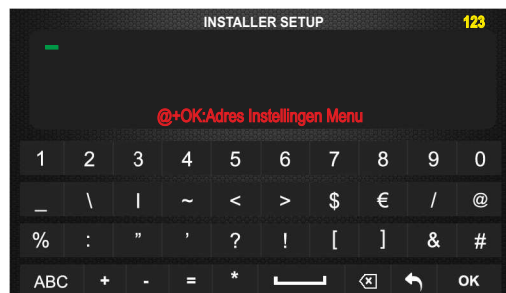 INSTALLER SETUP 123
@+OK:Adres Instellingen Menu
1 2 3 4 5 6 7 8 9 0
_ \ | ~ < > $ € / @
% : ” ’ ? ! [ ] & #
ABC + - = * OK